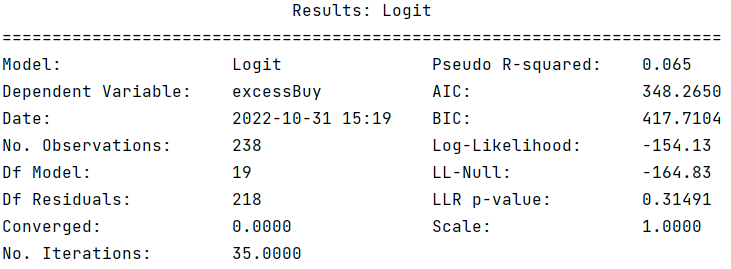 Results: Logit
========================================================================
Model: Logit Pseudo R-squared: 0.065
Dependent Variable: excessBuy AIC: 348.2650
Date: 2022-10-31 15:19 BIC: 417.7104
No. Observations: 238 Log-Likelihood: -154.13
Df Model: 19 LL-Null: -164.83
Df Residuals: 218 LLR p-value: 0.31491
Converged: 0.0000 Scale: 1.0000
No. Iterations: 35.0000